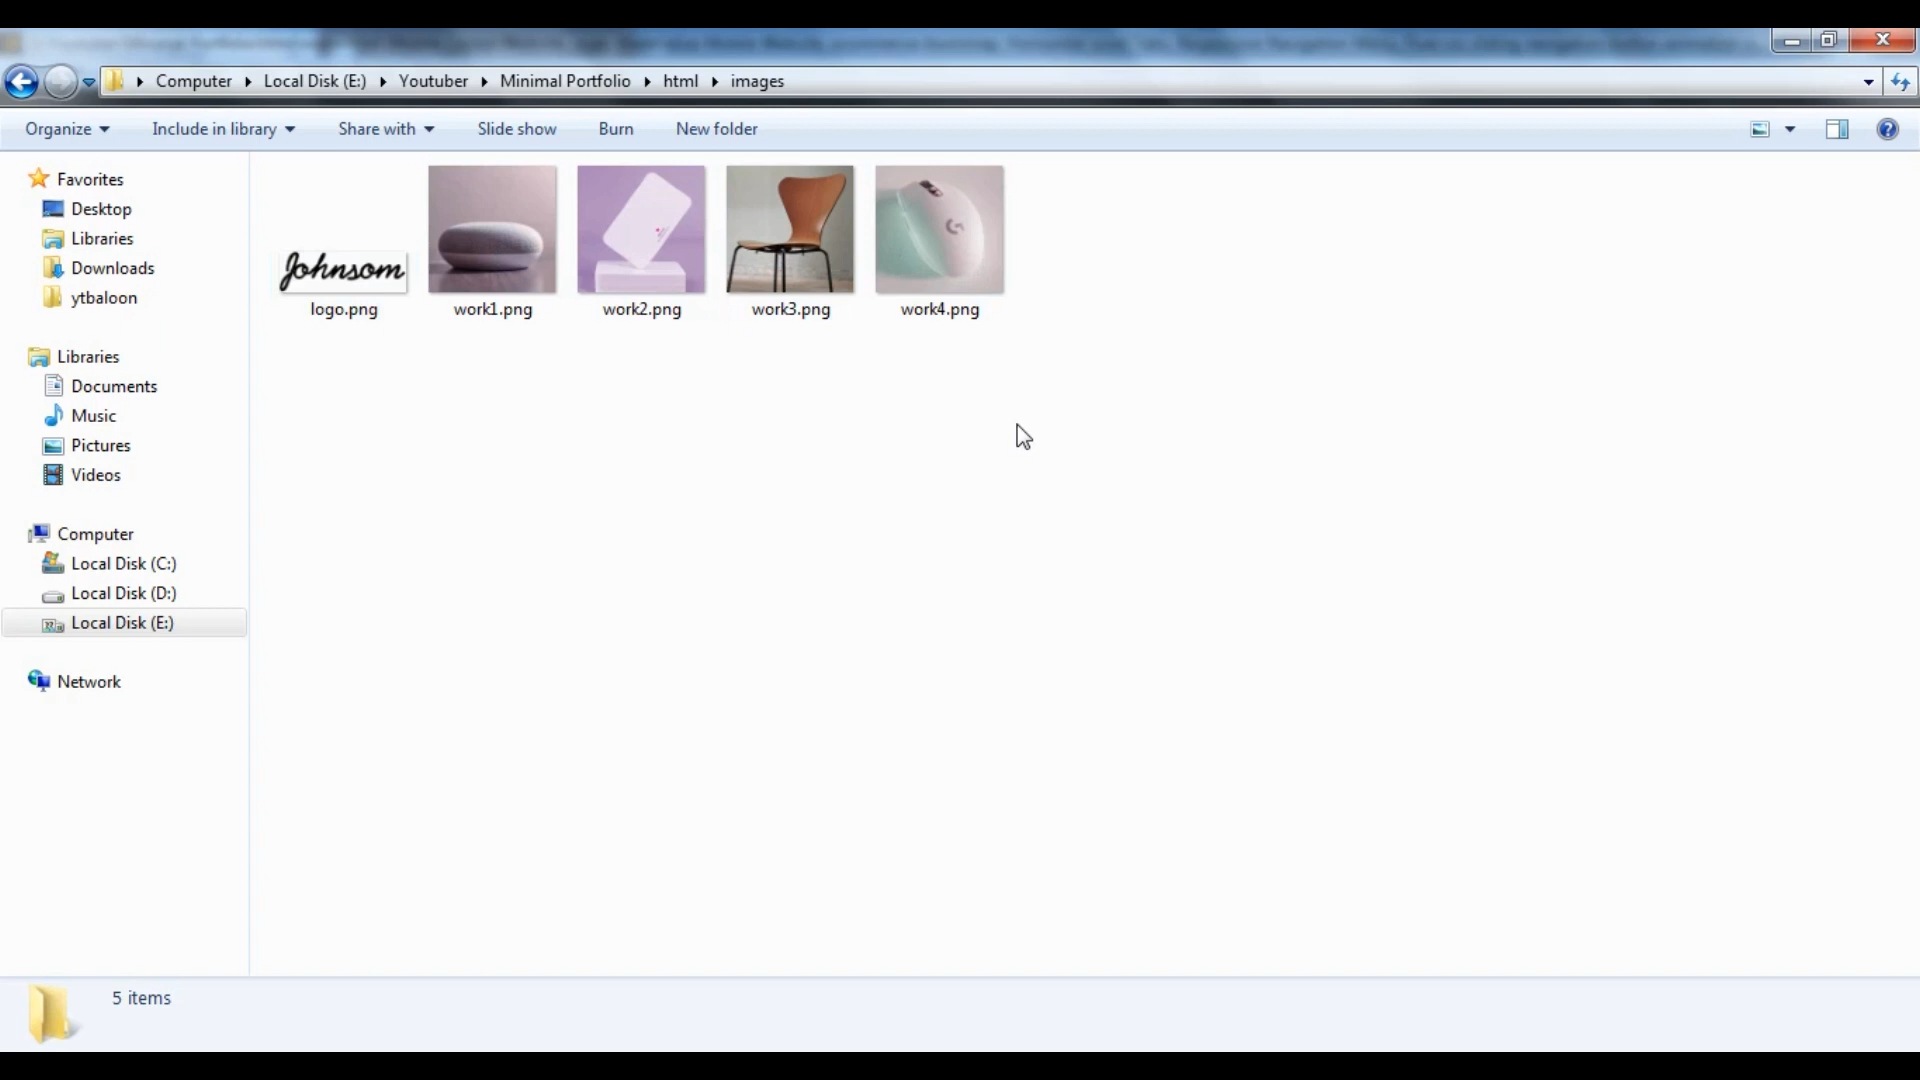 Computer Local Disk (E:) Youtuber Minimal Portfolio html images
Organize Include in library Share with Slide show Burn New folder
Favorites
Desktop
Libraries
Downloads
ytbaloon
Libraries
Documents
Music
Pictures
Videos
Computer
Local Disk (C:)
Local Disk (D:)
Local Disk (E:)
Network
Johnsom
logo.png
work1.png
work2.png
work3.png
work4.png
5 items